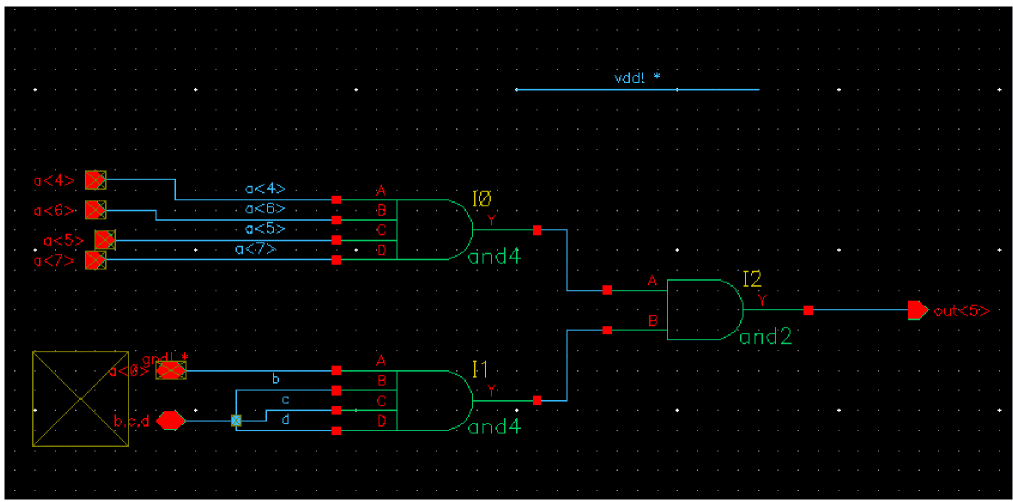 vdd! *
a<4>
a<4>
A
I0
a<6>
a<6>
B
Y
a<5>
a<5>
C
a<7>
a<7>
D
and4
A
I2
Y
B
out<5>
and2
gnd! *
a<0>
A
I1
b
B
Y
c
C
b,c,d
d
D
and4